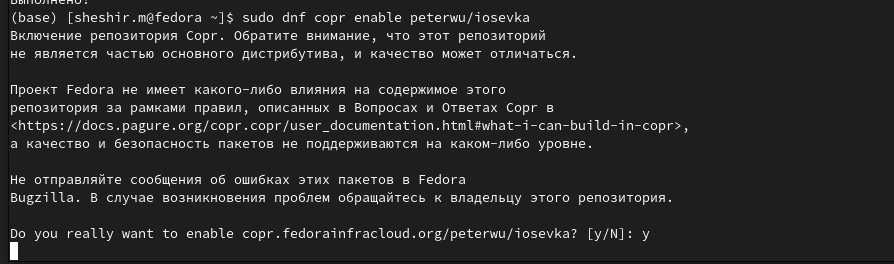 Выполнено!
(base) [sheshir.m@fedora ~]$ sudo dnf copr enable peterwu/iosevka
Включение репозитория Copr. Обратите внимание, что этот репозиторий
не является частью основного дистрибутива, и качество может отличаться.
Проект Fedora не имеет какого-либо влияния на содержимое этого
репозитория за рамками правил, описанных в Вопросах и Ответах Copr в
<https://docs.pagure.org/copr.copr/user_documentation.html#what-i-can-build-in-copr>,
а качество и безопасность пакетов не поддерживаются на каком-либо уровне.
Не отправляйте сообщения об ошибках этих пакетов в Fedora
Bugzilla. В случае возникновения проблем обращайтесь к владельцу этого репозитория.
Do you really want to enable copr.fedorainfracloud.org/peterwu/iosevka? [y/N]: y